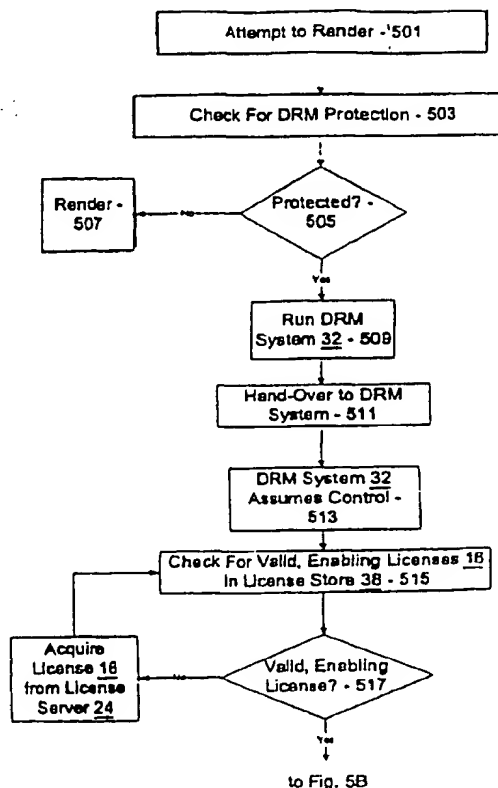 Attempt to Render - 501
Check For DRM Protection - 503
Protected? -
505
Render -
507
No
Yes
Run DRM
System 32 - 509
Hand-Over to DRM
System - 511
DRM System 32
Assumes Control -
513
Check For Valid, Enabling Licenses 16
In License Store 38 - 515
Acquire
License 16
from License
Server 24
No
Valid, Enabling
License? - 517
Yes
to Fig. 5B